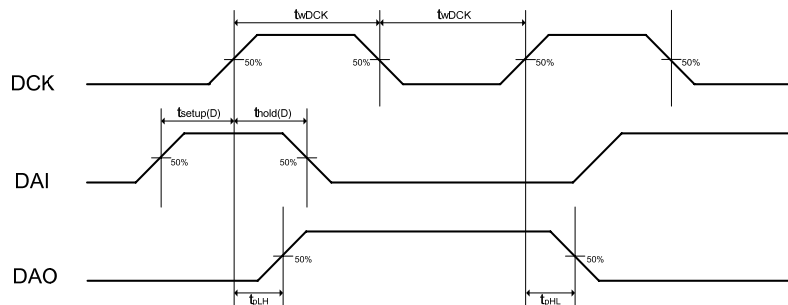 twDCK twDCK
50% 50% 50% 50%
DCK
tsetup(D) thold(D)
50% 50%
DAI
50% 50%
DAO
tpLH tpHL